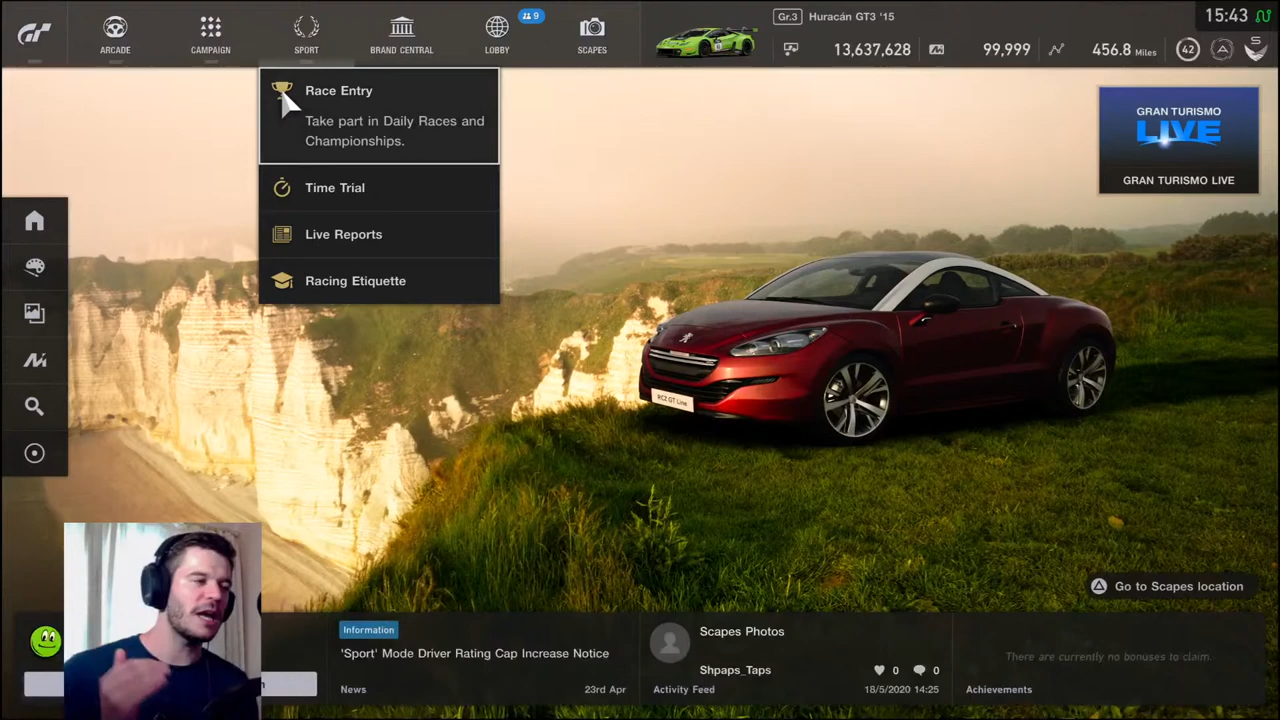 ARCADE
CAMPAIGN
SPORT
BRAND CENTRAL
LOBBY
9
SCAPES
Gr.3 Huracán GT3 '15
13,637,628
99,999
456.8 Miles
42
A
S
15:43
Race Entry
Take part in Daily Races and
Championships.
Time Trial
Live Reports
Racing Etiquette
GRAN TURISMO
LIVE
GRAN TURISMO LIVE
RCZ GT Line
Go to Scapes location
Information
'Sport' Mode Driver Rating Cap Increase Notice
News 23rd Apr
Scapes Photos
Shpaps_Taps 0 0
Activity Feed 18/5/2020 14:25
There are currently no bonuses to claim.
Achievements